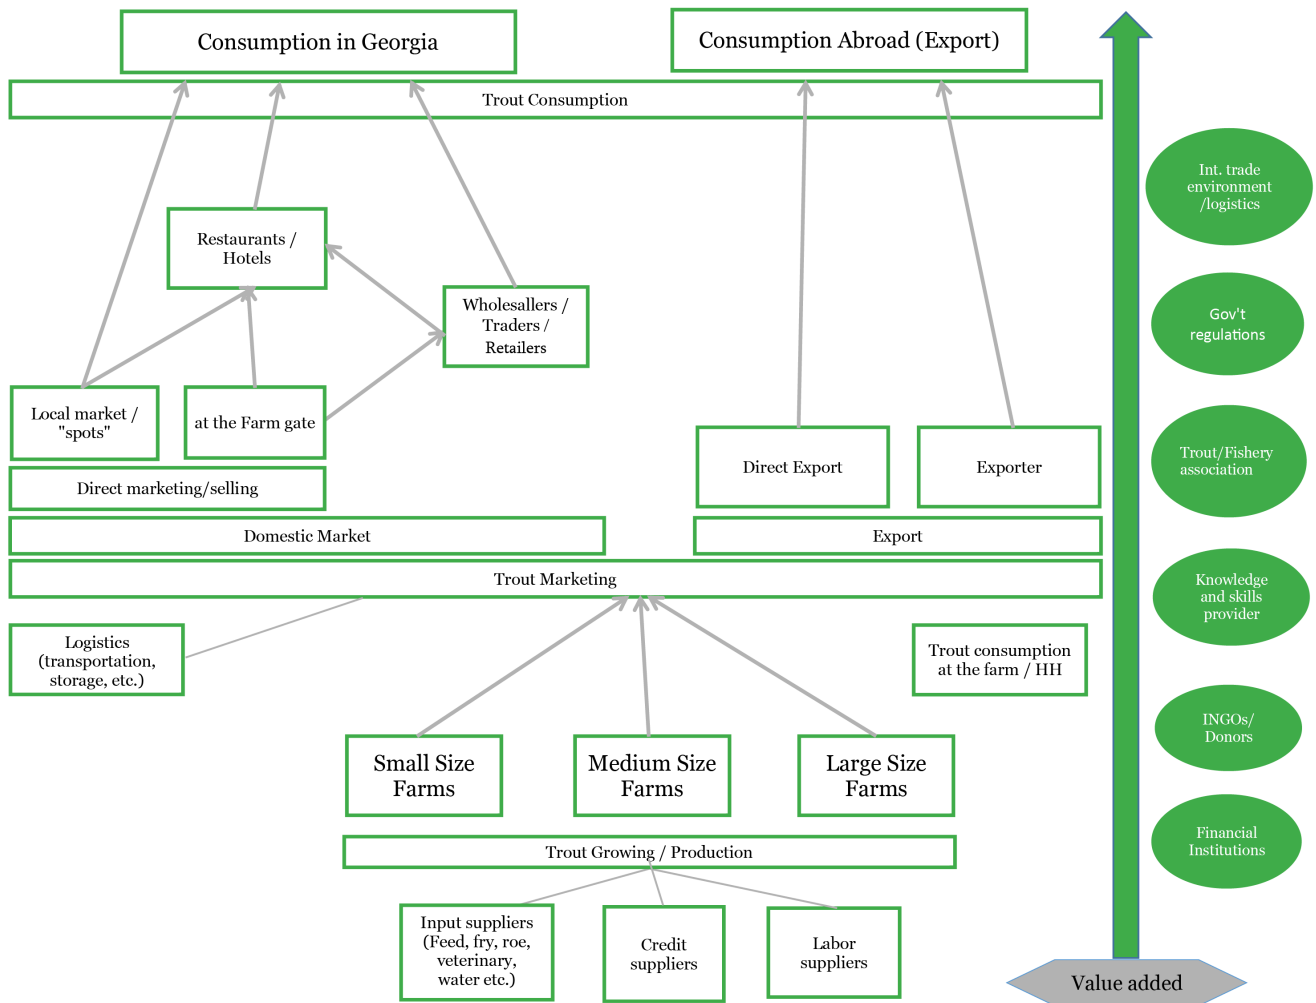 Consumption in Georgia
Consumption Abroad (Export)
Trout Consumption
Int. trade
environment
/logistics
Restaurants /
Hotels
Wholesallers /
Traders /
Retailers
Gov't
regulations
Local market /
"spots"
at the Farm gate
Direct Export
Exporter
Trout/Fishery
association
Direct marketing/selling
Domestic Market
Export
Trout Marketing
Knowledge
and skills
provider
Logistics
(transportation,
storage, etc.)
Trout consumption
at the farm / HH
INGOs/
Donors
Small Size
Farms
Medium Size
Farms
Large Size
Farms
Financial
Institutions
Trout Growing / Production
Input suppliers
(Feed, fry, roe,
veterinary,
water etc.)
Credit
suppliers
Labor
suppliers
Value added